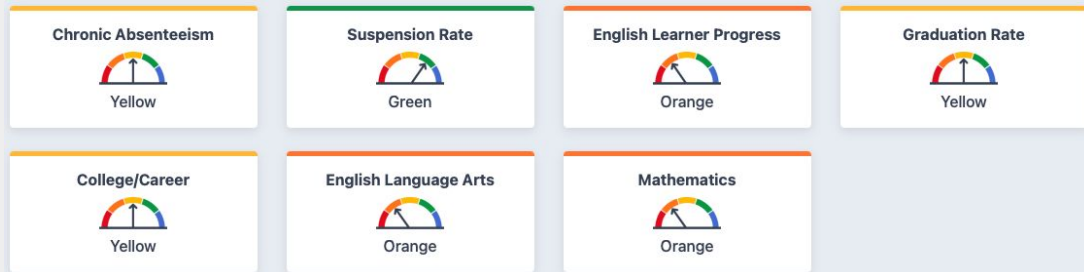 Chronic Absenteeism
Yellow
Suspension Rate
Green
English Learner Progress
Orange
Graduation Rate
Yellow
College/Career
Yellow
English Language Arts
Orange
Mathematics
Orange